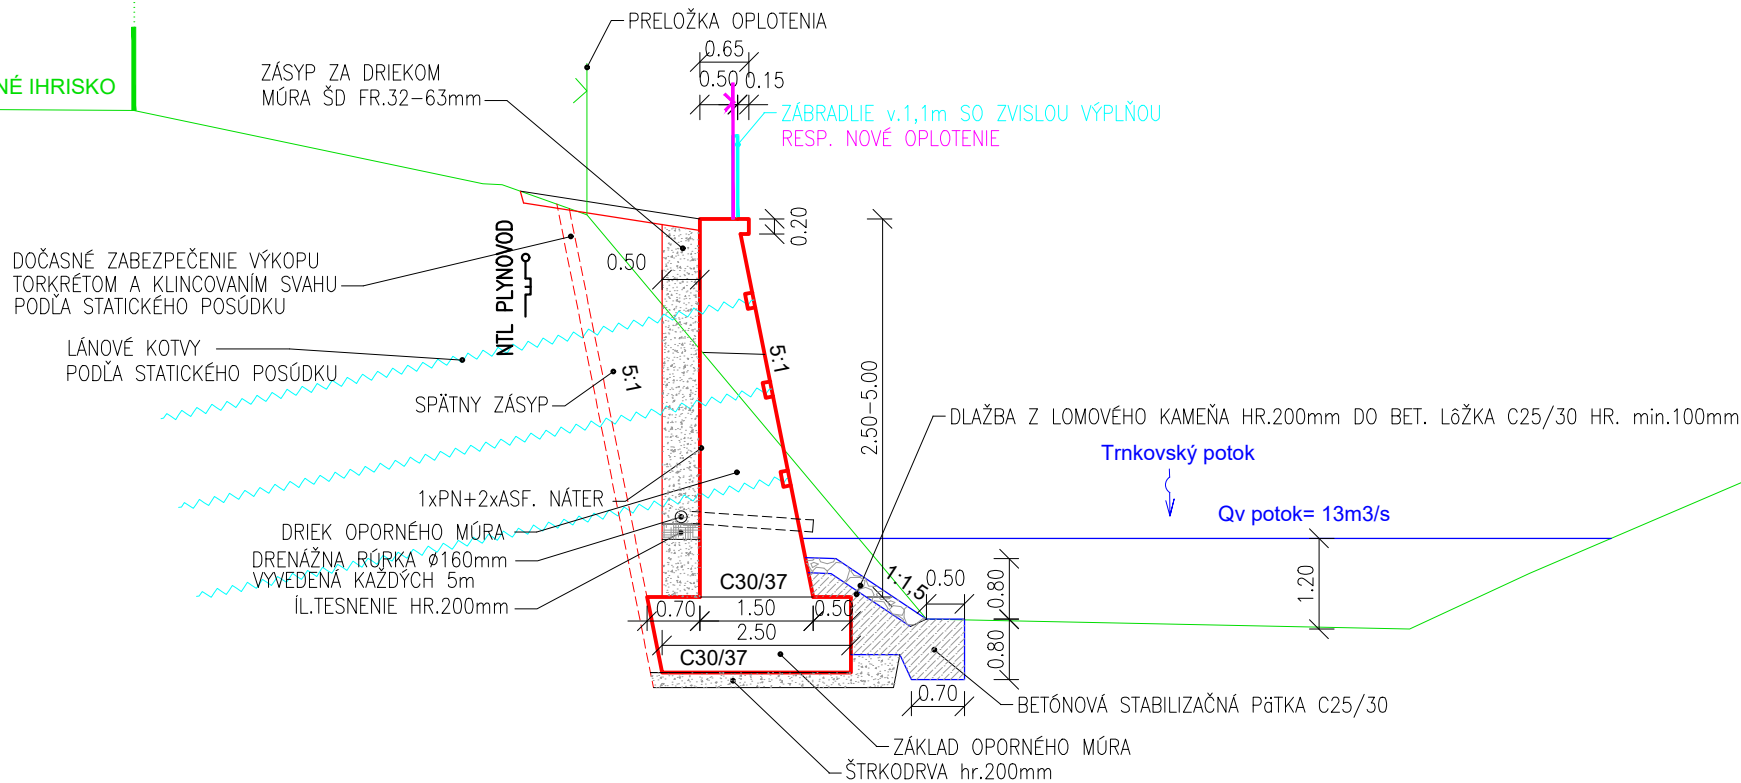 PRELOŽKA OPLOTENIA
NÉ IHRISKO
ZÁSYP ZA DRIEKOM
MÚRA ŠD FR.32-63mm
0.65
0.50
0.15
ZÁBRADLIE v.1,1m SO ZVISLOU VÝPLŇOU
RESP. NOVÉ OPLOTENIE
0.20
DOČASNÉ ZABEZPEČENIE VÝKOPU
TORKRÉTOM A KLINCOVANÍM SVAHU
PODĽA STATICKÉHO POSÚDKU
NTL PLYNOVOD
0.50
LÁNOVÉ KOTVY
PODĽA STATICKÉHO POSÚDKU
5:1
5:1
2.50-5.00
SPÄTNY ZÁSYP
DLAŽBA Z LOMOVÉHO KAMEŇA HR.200mm DO BET. LôŽKA C25/30 HR. min.100mm
Trnkovský potok
Qv potok= 13m3/s
1xPN+2xASF. NÁTER
DRIEK OPORNÉHO MÚRA
DRENÁŽNA RÚRKA ø160mm
VYVEDENÁ KAŽDÝCH 5m
ÍL.TESNENIE HR.200mm
C30/37
1:1,5
0.50
0.80
1.20
0.70
1.50
0.50
2.50
C30/37
0.80
0.70
BETÓNOVÁ STABILIZAČNÁ PäTKA C25/30
ZÁKLAD OPORNÉHO MÚRA
ŠTRKODRVA hr.200mm